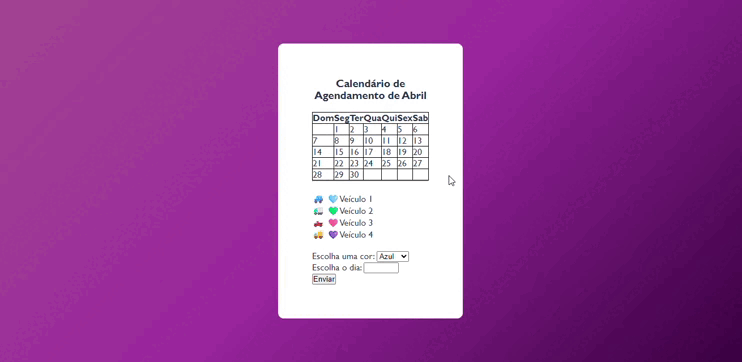 Calendário de
Agendamento de Abril
Dom Seg Ter Qua Qui Sex Sab
1 2 3 4 5 6
7 8 9 10 11 12 13
14 15 16 17 18 19 20
21 22 23 24 25 26 27
28 29 30
Veículo 1
Veículo 2
Veículo 3
Veículo 4
Escolha uma cor: Azul
Escolha o dia:
Enviar